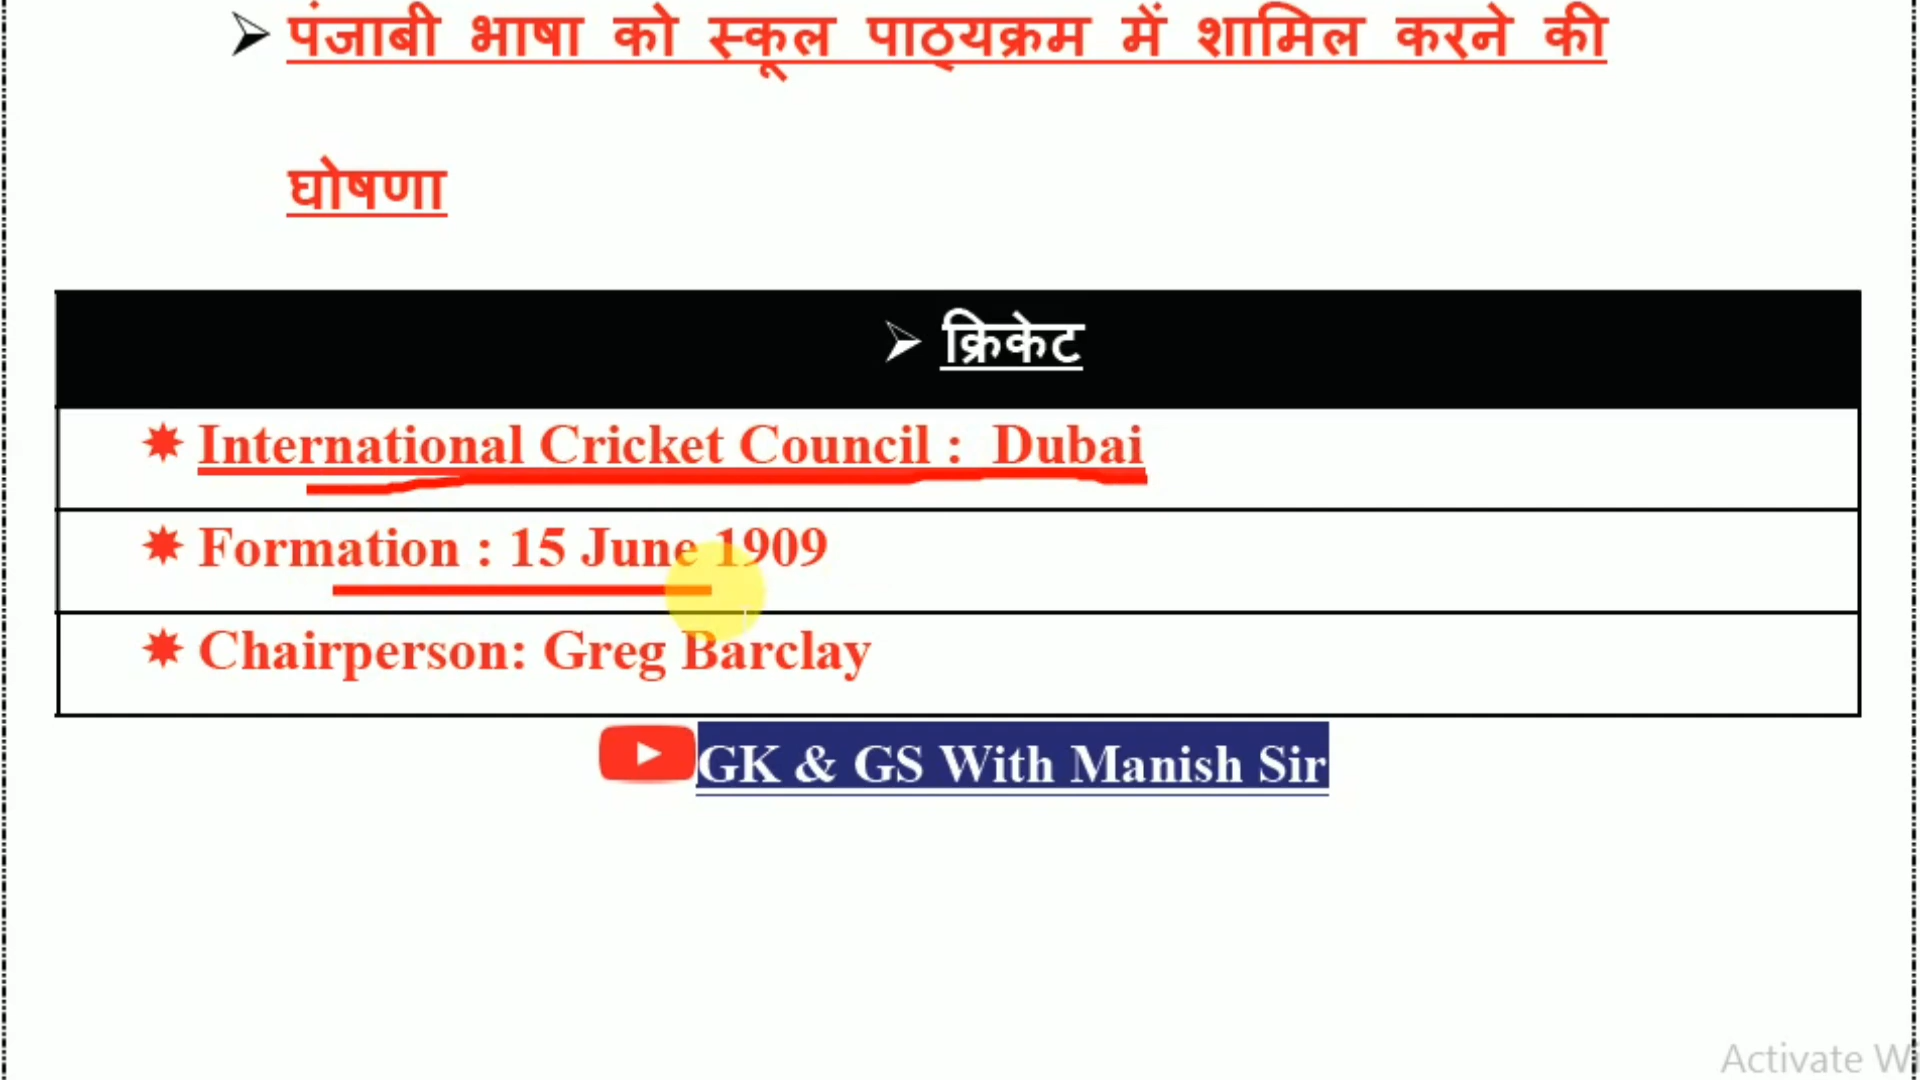 ➢ पंजाबी भाषा को स्कूल पाठ्यक्रम में शामिल करने की
घोषणा
➢ क्रिकेट
✸ International Cricket Council : Dubai
✸ Formation : 15 June 1909
✸ Chairperson: Greg Barclay
GK & GS With Manish Sir
Activate